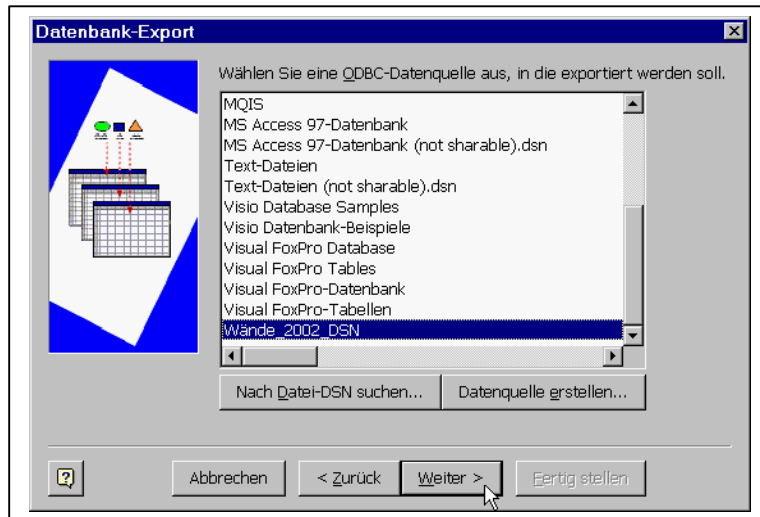 Datenbank-Export
Wählen Sie eine ODBC-Datenquelle aus, in die exportiert werden soll.
MQIS
MS Access 97-Datenbank
MS Access 97-Datenbank (not sharable).dsn
Text-Dateien
Text-Dateien (not sharable).dsn
Visio Database Samples
Visio Datenbank-Beispiele
Visual FoxPro Database
Visual FoxPro Tables
Visual FoxPro-Datenbank
Visual FoxPro-Tabellen
Wände_2002_DSN
Nach Datei-DSN suchen... Datenquelle erstellen...
Abbrechen < Zurück Weiter > Fertig stellen